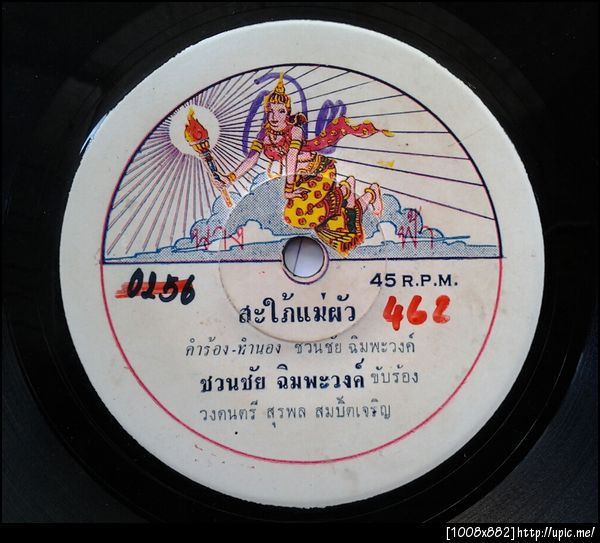 นาง ฟ้า
0256
45 R.P.M.
สะใภ้แม่ผัว
462
คำร้อง-ทำนอง ชวนชัย ฉิมพะวงค์
ชวนชัย ฉิมพะวงค์ ขับร้อง
วงดนตรี สุรพล สมบัติเจริญ
[1008x882]http://upic.me/